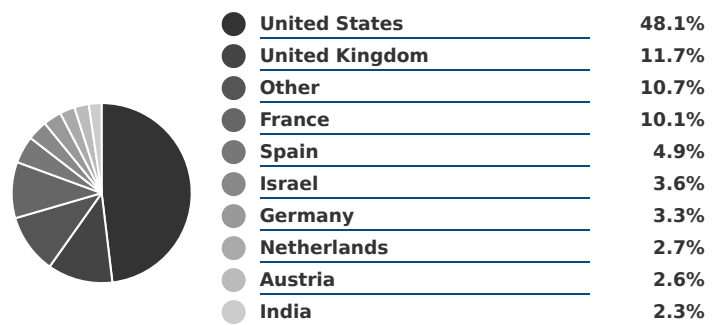 United States 48.1%
United Kingdom 11.7%
Other 10.7%
France 10.1%
Spain 4.9%
Israel 3.6%
Germany 3.3%
Netherlands 2.7%
Austria 2.6%
India 2.3%